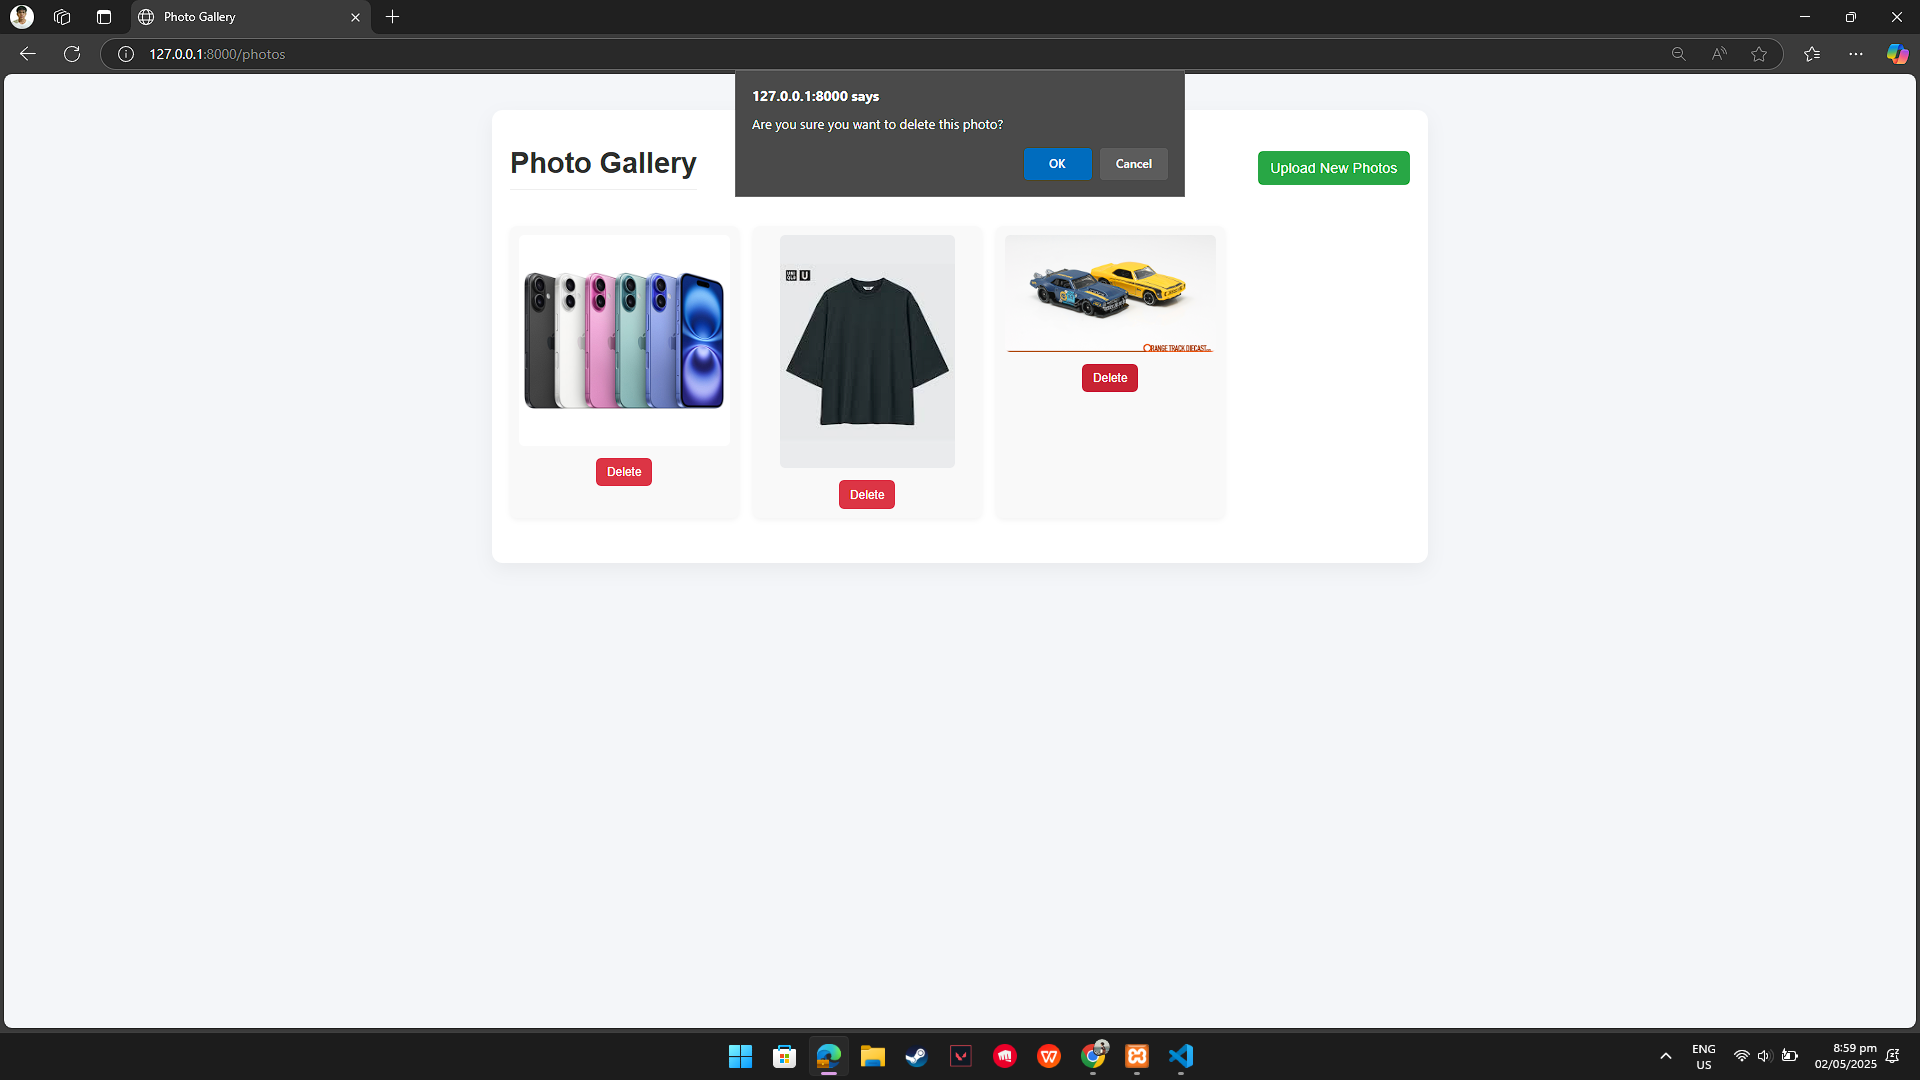 Photo Gallery
127.0.0.1:8000/photos
127.0.0.1:8000 says
Are you sure you want to delete this photo?
OK
Cancel
Photo Gallery
Upload New Photos
U
ORANGE TRACK DIECAST
Delete
Delete
Delete
ENG
US
8:59 pm
02/05/2025